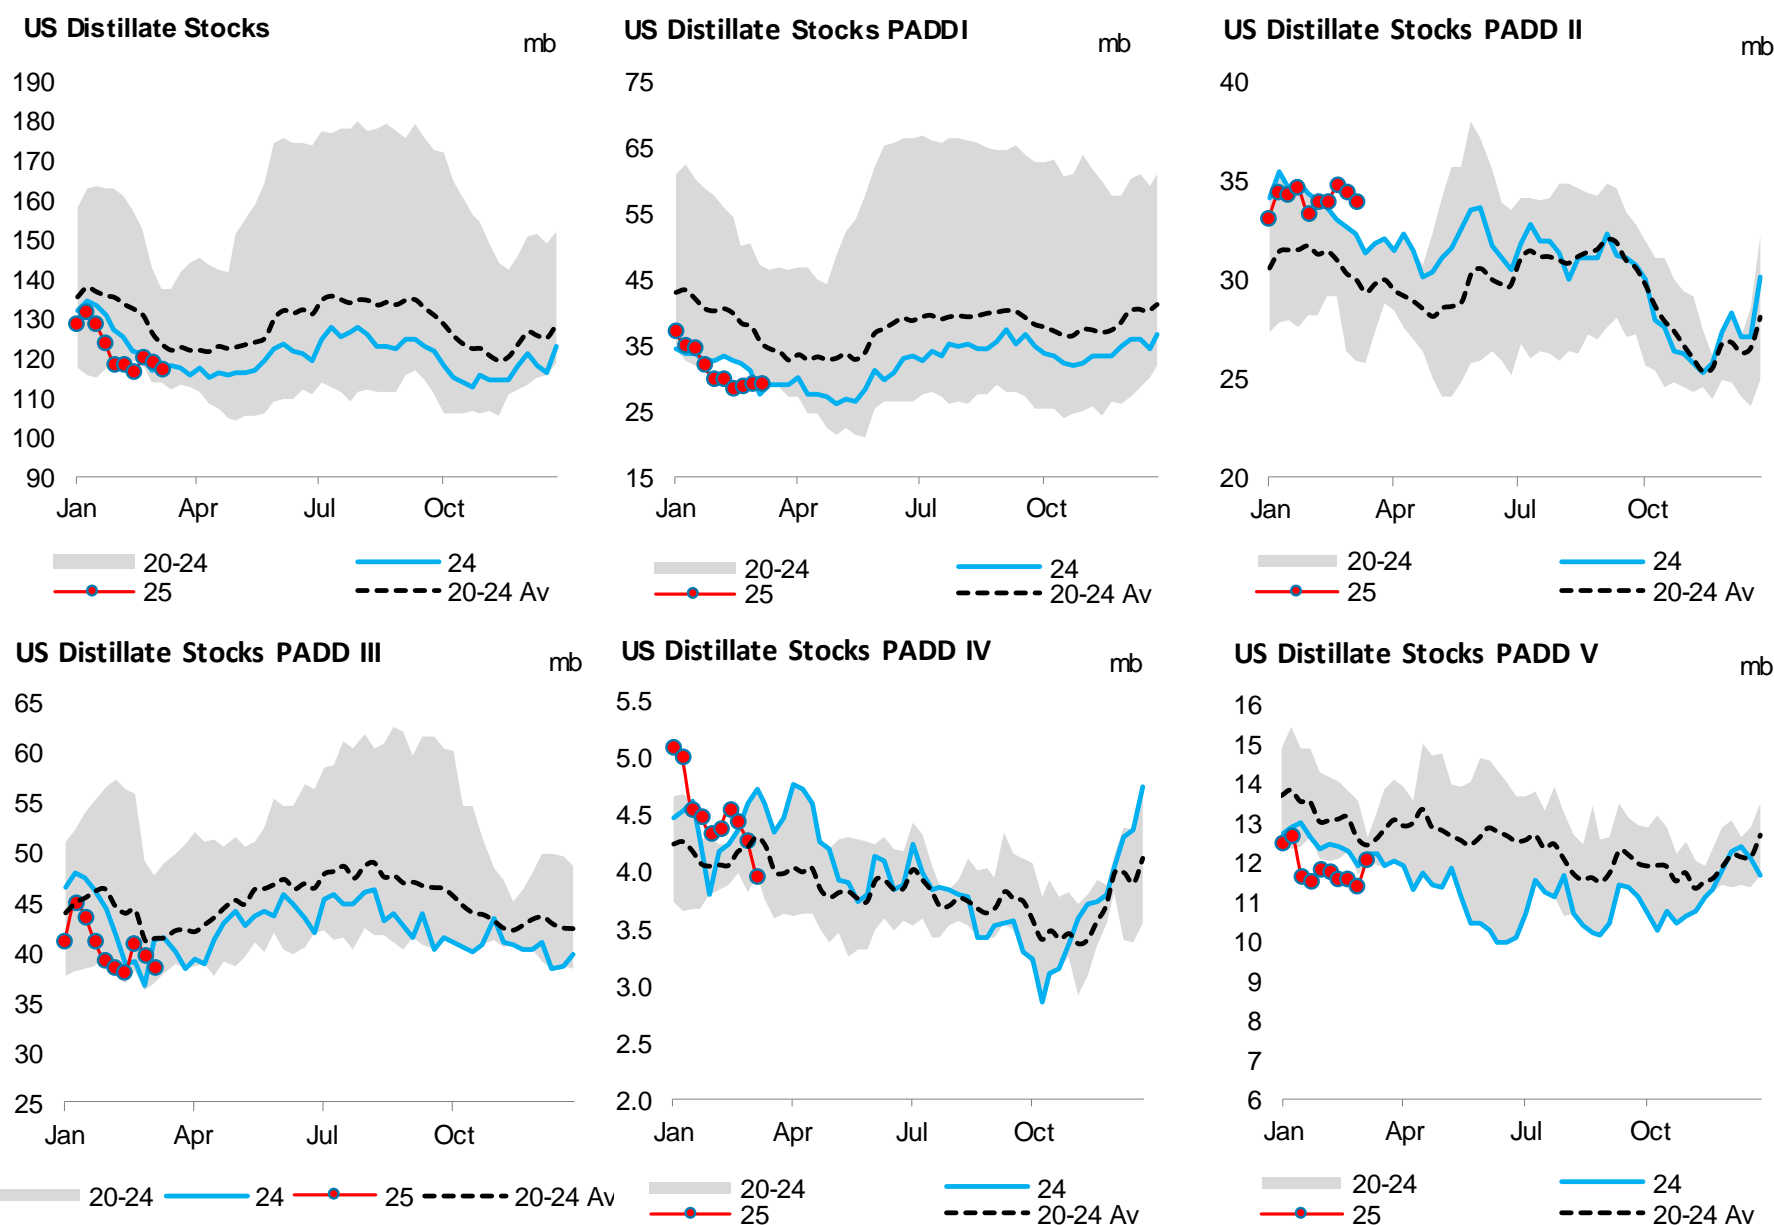 US Distillate Stocks
mb
190
180
170
160
150
140
130
120
110
100
90
Jan Apr Jul Oct
20-24 24
25 20-24 Av
US Distillate Stocks PADDI
mb
75
65
55
45
35
25
15
Jan Apr Jul Oct
20-24 24
25 20-24 Av
US Distillate Stocks PADD II
mb
40
35
30
25
20
Jan Apr Jul Oct
20-24 24
25 20-24 Av
US Distillate Stocks PADD III
mb
65
60
55
50
45
40
35
30
25
Jan Apr Jul Oct
20-24 24 25 20-24 Av
US Distillate Stocks PADD IV
mb
5.5
5.0
4.5
4.0
3.5
3.0
2.5
2.0
Jan Apr Jul Oct
20-24 24
25 20-24 Av
US Distillate Stocks PADD V
mb
16
15
14
13
12
11
10
9
8
7
6
Jan Apr Jul Oct
20-24 24
25 20-24 Av